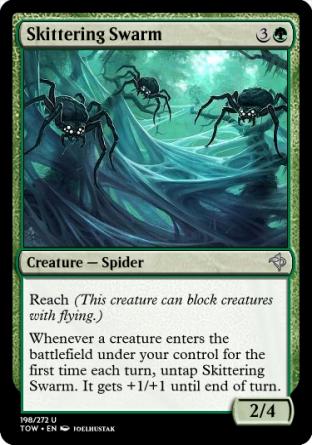 Skittering Swarm 3
Creature — Spider
Reach (This creature can block creatures
with flying.)
Whenever a creature enters the
battlefield under your control for the
first time each turn, untap Skittering
Swarm. It gets +1/+1 until end of turn.
2/4
198/272 U
TOW • EN JOELHUSTAK